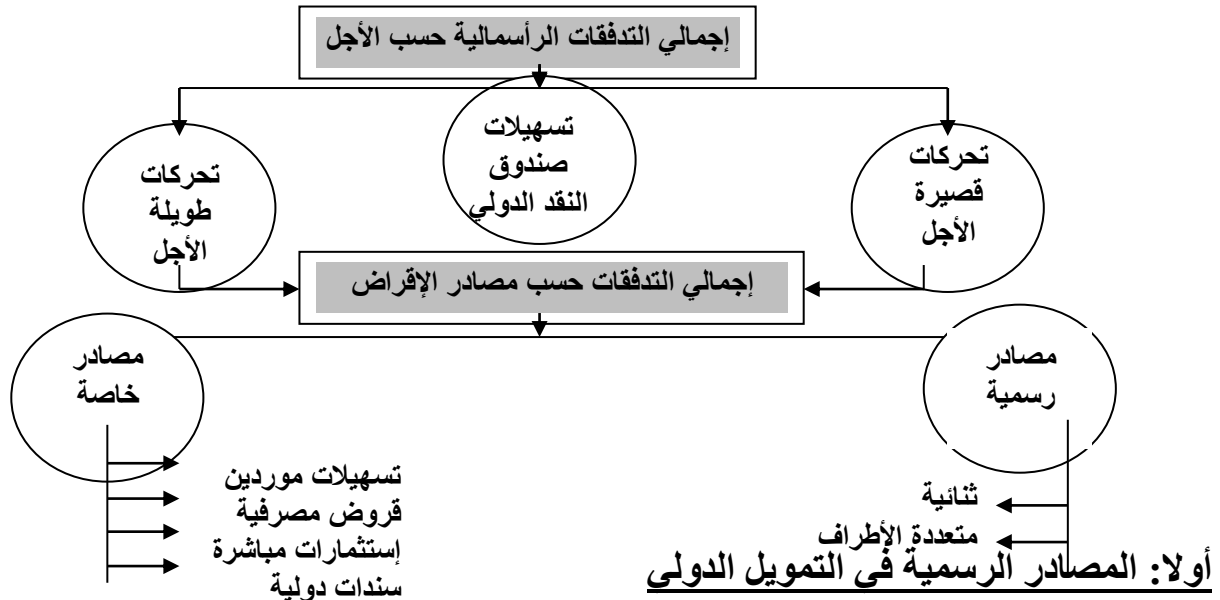 إجمالي التدفقات الرأسمالية حسب الأجل
تحركات
قصيرة
الأجل
تسهيلات
صندوق
النقد الدولي
تحركات
طويلة
الأجل
إجمالي التدفقات حسب مصادر الإقراض
مصادر
رسمية
مصادر
خاصة
ثنائية
متعددة الأطراف
تسهيلات موردين
قروض مصرفية
إستثمارات مباشرة
سندات دولية
أولا: المصادر الرسمية في التمويل الدولي